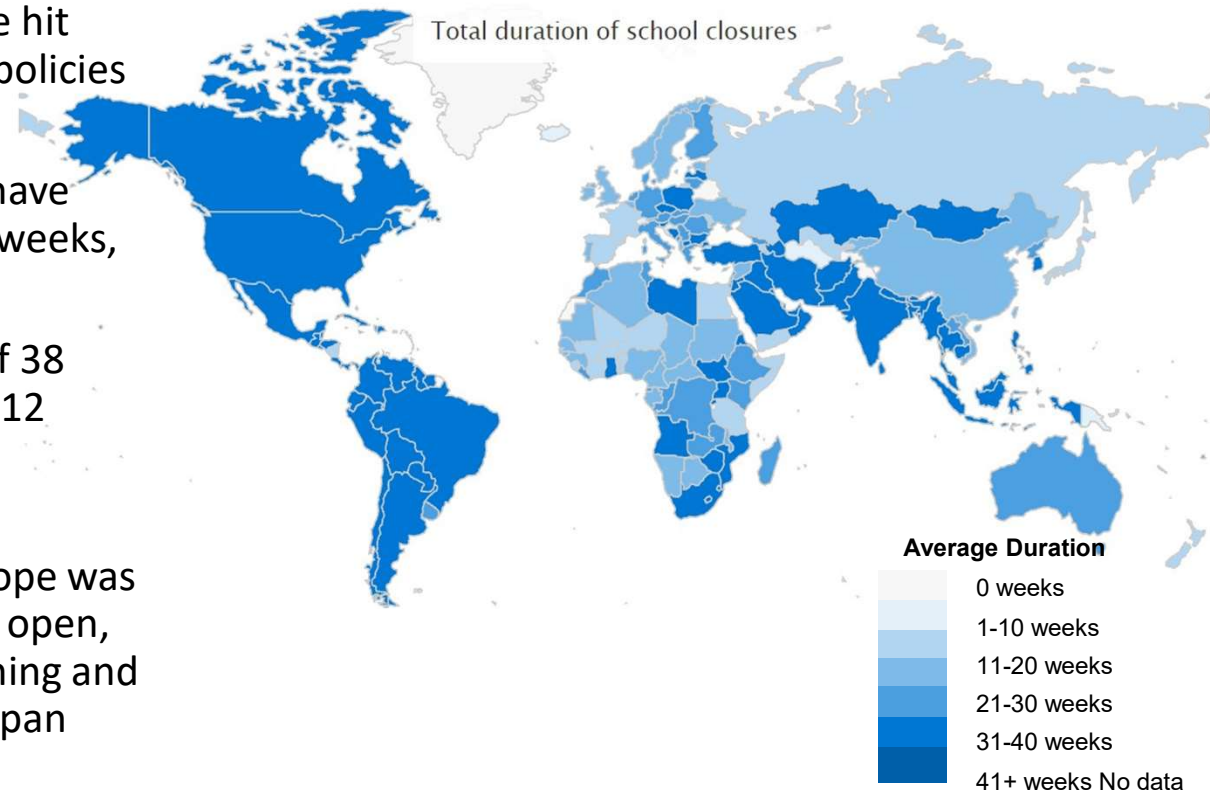 e hit
policies
have
weeks,
f 38
12
ope was
open,
ning and
pan
Total duration of school closures
Average Duration
0 weeks
1-10 weeks
11-20 weeks
21-30 weeks
31-40 weeks
41+ weeks No data